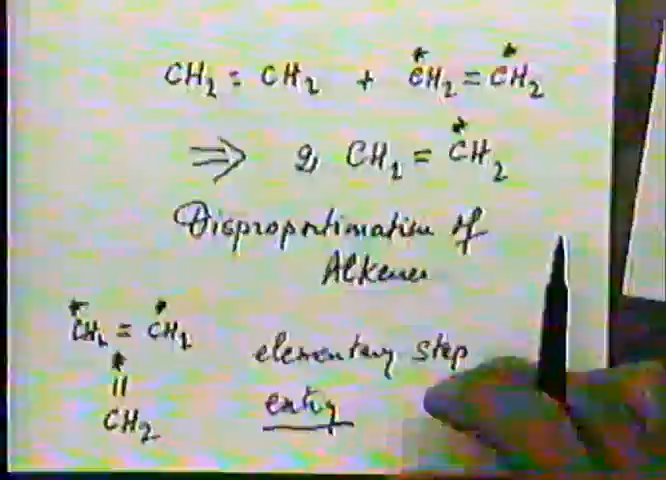 CH2 = CH2 + *CH2 = *CH2
⇒ 2 CH2 = *CH2
Disproportionation of
Alkenes
*CH2 = *CH2
*
||
CH2
elementary step
entry